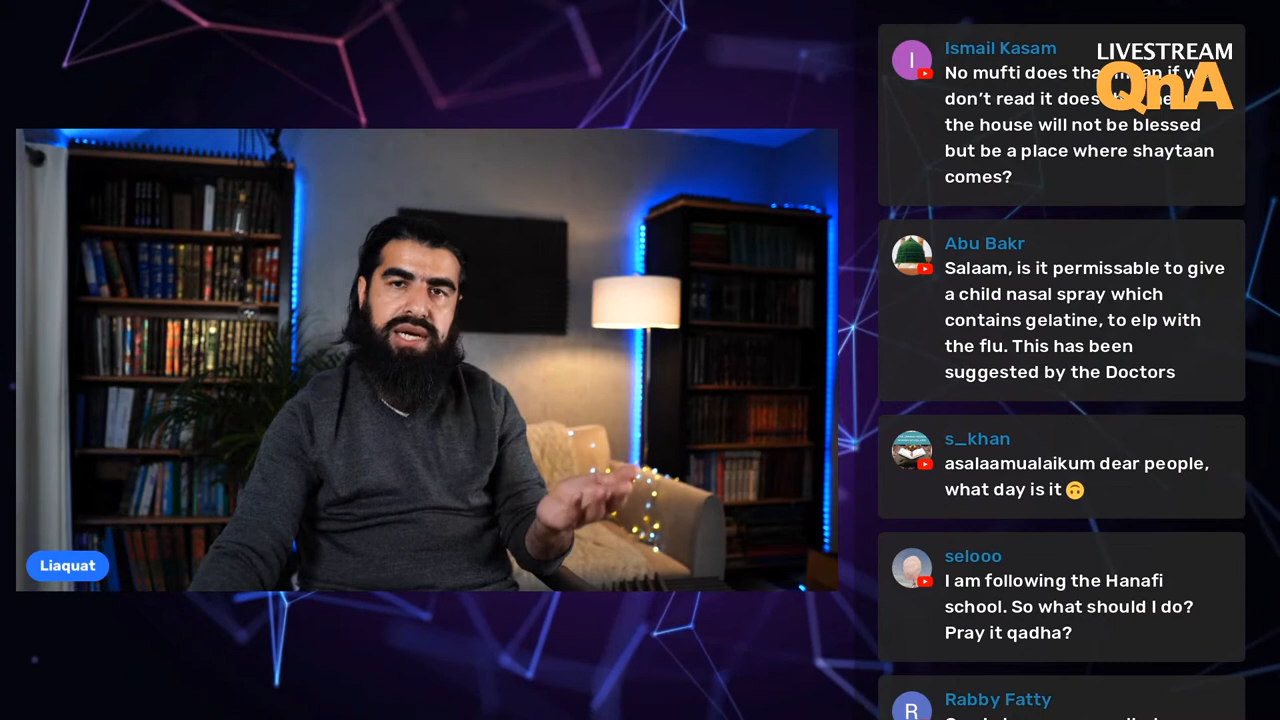 LIVESTREAM
QnA
Ismail Kasam
No mufti does if
don't read it does
the house will not be blessed
but be a place where shaytaan
comes?
Abu Bakr
Salaam, is it permissable to give
a child nasal spray which
contains gelatine, to elp with
the flu. This has been
suggested by the Doctors
s_khan
asalaamualaikum dear people,
what day is it 🙃
selooo
I am following the Hanafi
school. So what should I do?
Pray it qadha?
Rabby Fatty
Liaquat